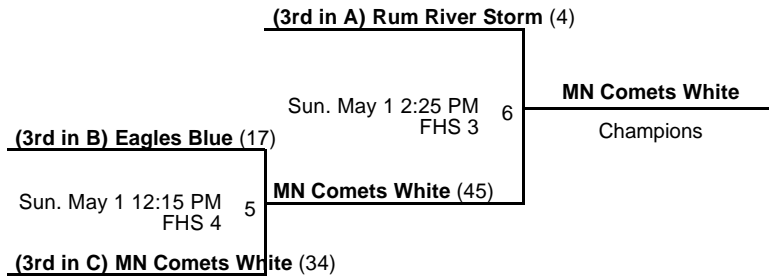 (3rd in A) Rum River Storm (4)
Sun. May 1 2:25 PM
FHS 3
6
MN Comets White
Champions
(3rd in B) Eagles Blue (17)
Sun. May 1 12:15 PM
FHS 4
5
MN Comets White (45)
(3rd in C) MN Comets White (34)